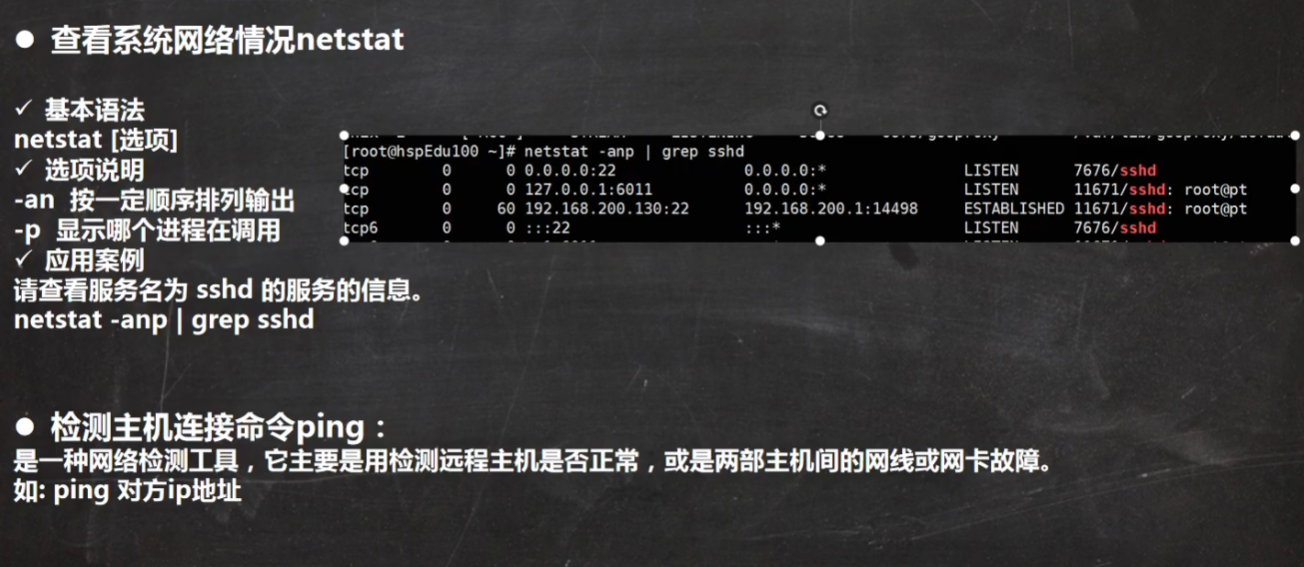 ● 查看系统网络情况netstat
✓ 基本语法
netstat [选项]
✓ 选项说明
-an 按一定顺序排列输出
-p 显示哪个进程在调用
✓ 应用案例
请查看服务名为 sshd 的服务的信息。
netstat -anp | grep sshd
[root@hspEdu100 ~]# netstat -anp | grep sshd
tcp 0 0 0.0.0.0:22 0.0.0.0:* LISTEN 7676/sshd
tcp 0 0 127.0.0.1:6011 0.0.0.0:* LISTEN 11671/sshd: root@pt
tcp 0 60 192.168.200.130:22 192.168.200.1:14498 ESTABLISHED 11671/sshd: root@pt
tcp6 0 0 :::22 :::* LISTEN 7676/sshd
● 检测主机连接命令ping：
是一种网络检测工具，它主要是用检测远程主机是否正常，或是两部主机间的网线或网卡故障。
如: ping 对方ip地址